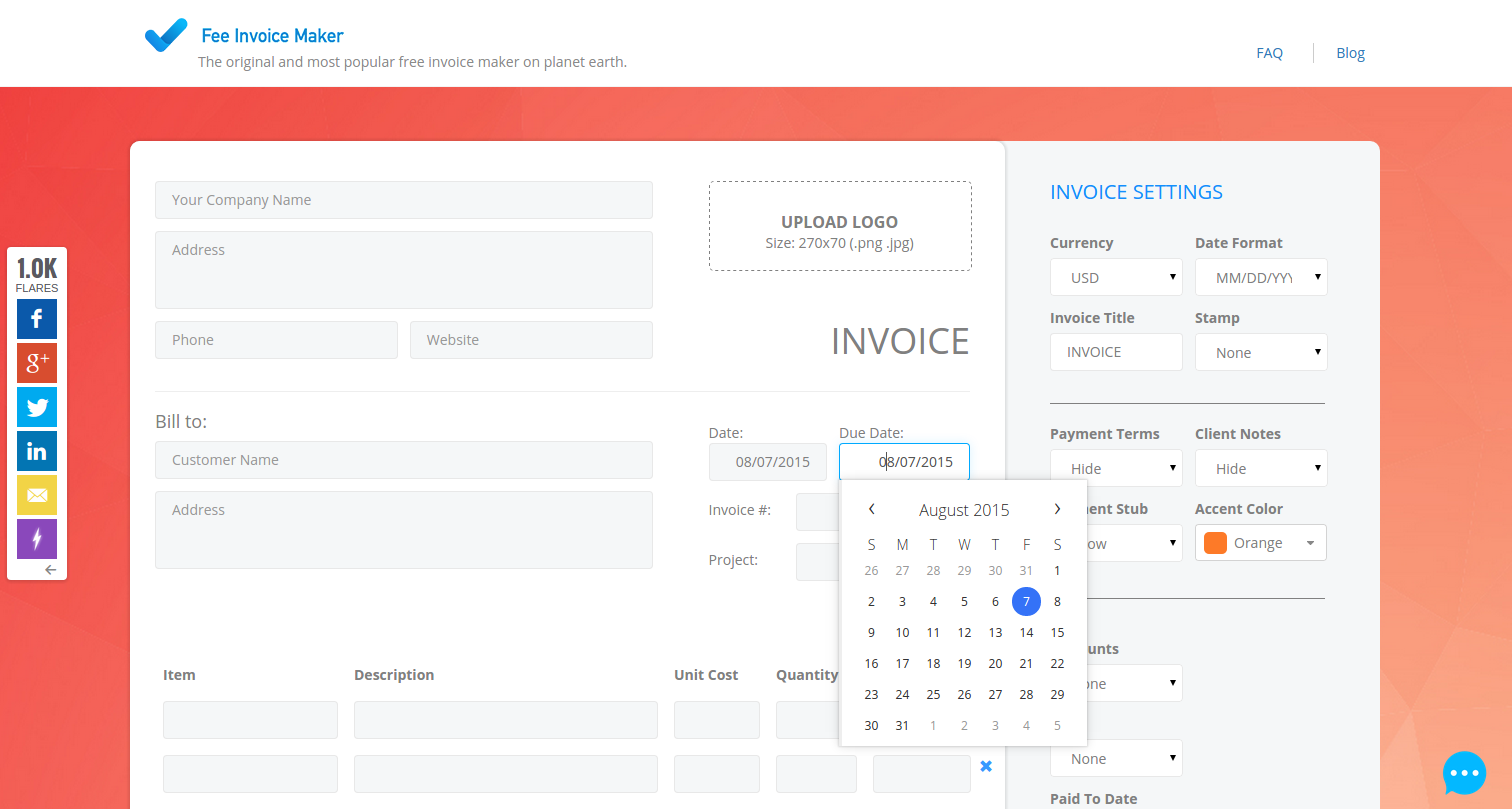 Fee Invoice Maker
The original and most popular free invoice maker on planet earth.
FAQ
Blog
1.0K
FLARES
f
g+
in
Your Company Name
Address
Phone
Website
UPLOAD LOGO
Size: 270x70 (.png .jpg)
INVOICE
Bill to:
Customer Name
Address
Date:
08/07/2015
Due Date:
08/07/2015
Invoice #:
Project:
August 2015
S M T W T F S
26 27 28 29 30 31 1
2 3 4 5 6 7 8
9 10 11 12 13 14 15
16 17 18 19 20 21 22
23 24 25 26 27 28 29
30 31 1 2 3 4 5
Item
Description
Unit Cost
Quantity
INVOICE SETTINGS
Currency
Date Format
USD
MM/DD/YYY
Invoice Title
Stamp
INVOICE
None
Payment Terms
Client Notes
Hide
Hide
ent Stub
Accent Color
ow
Orange
unts
one
None
Paid To Date